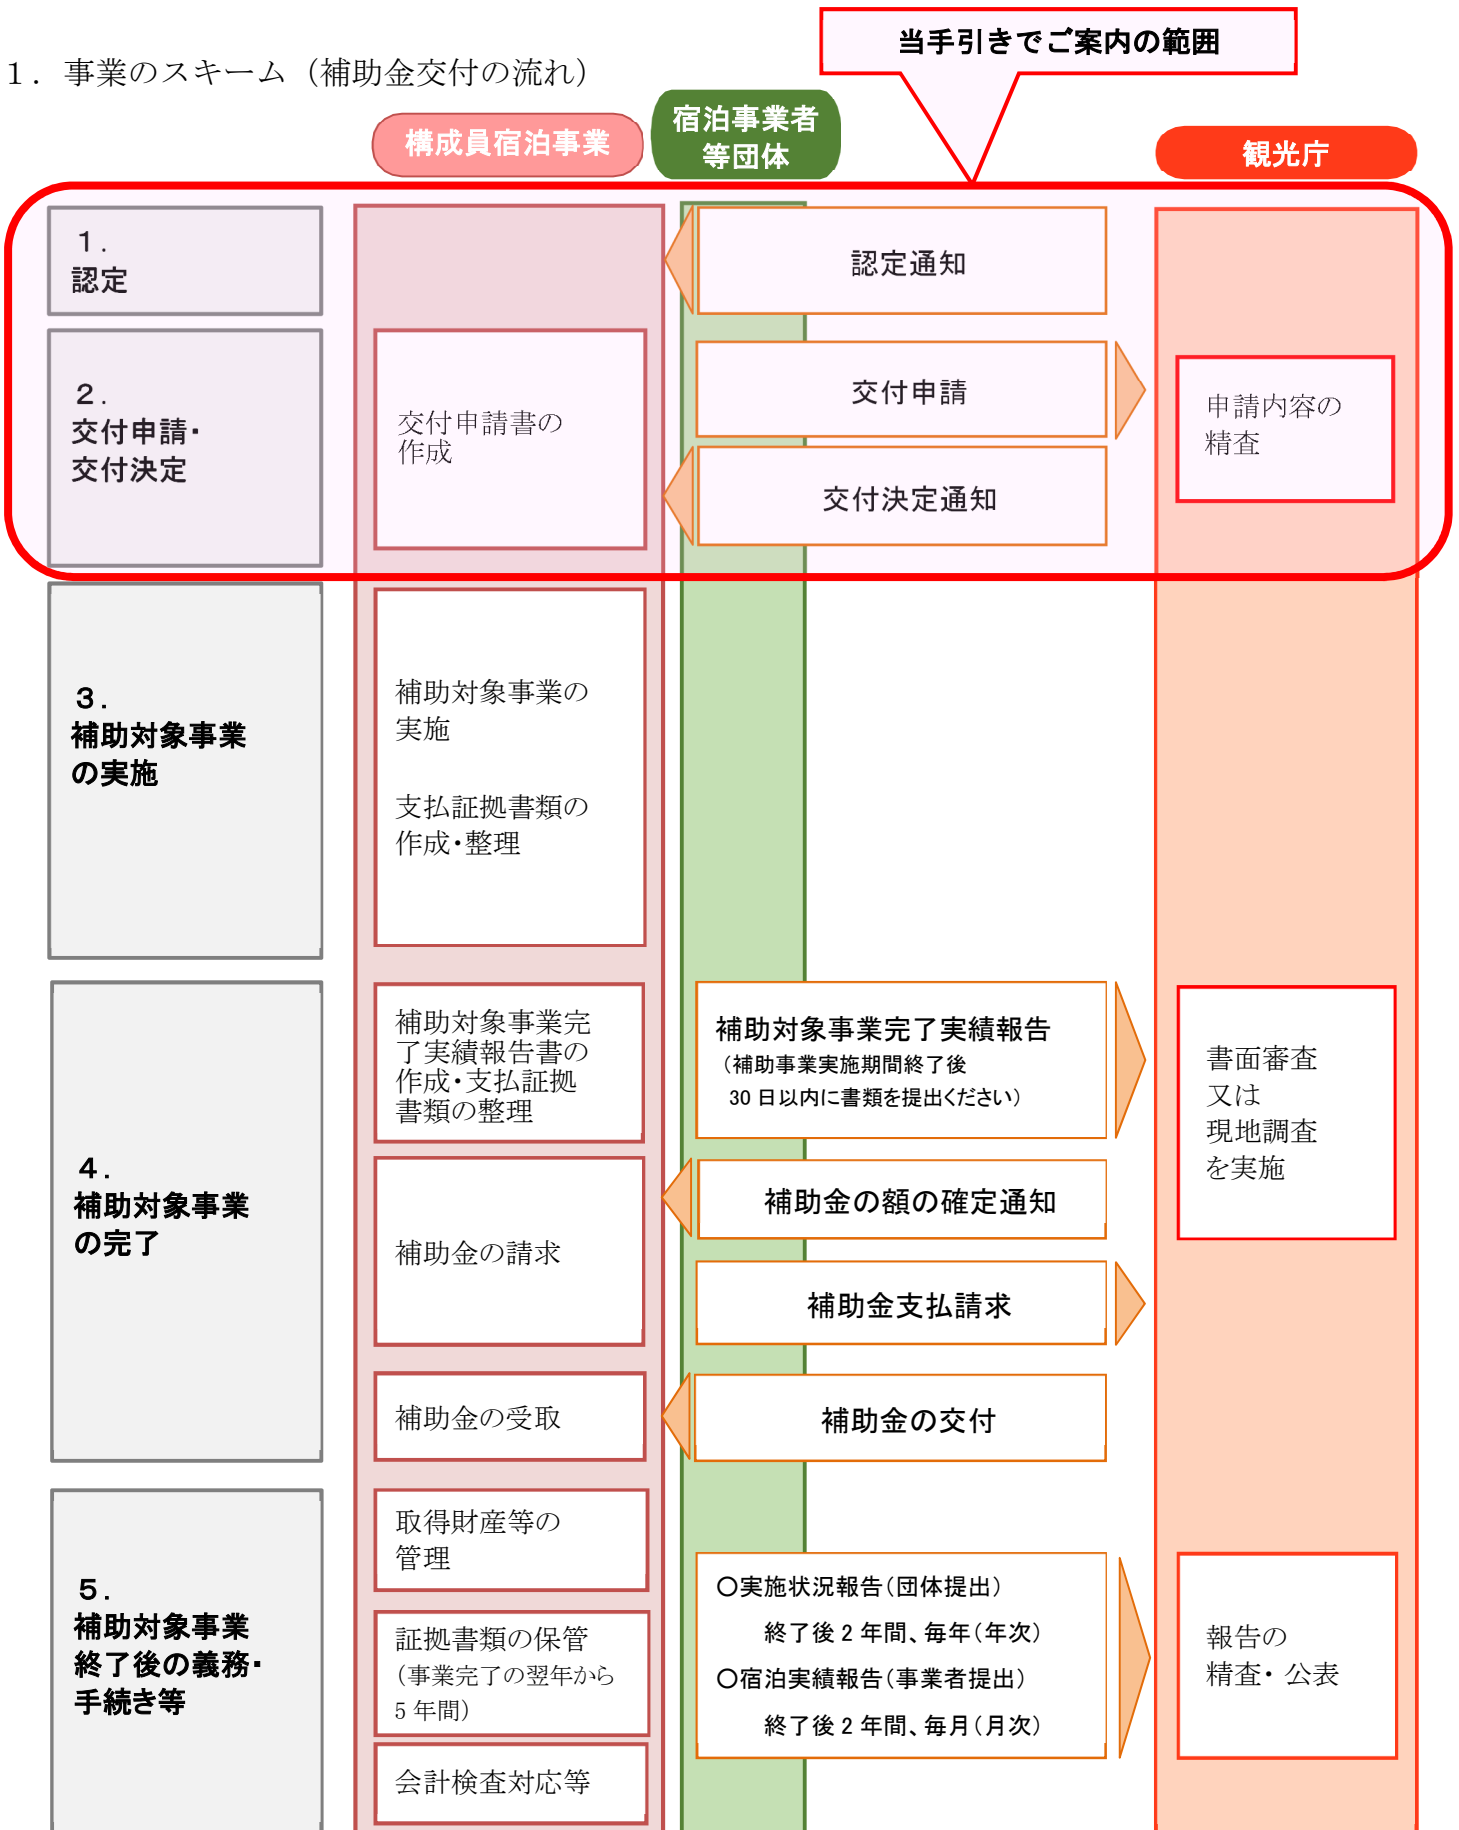 当手引きでご案内の範囲
１．事業のスキーム（補助金交付の流れ）
構成員宿泊事業
宿泊事業者
等団体
観光庁
１．
認定
認定通知
２．
交付申請・
交付決定
交付申請書の
作成
交付申請
交付決定通知
申請内容の
精査
３．
補助対象事業
の実施
補助対象事業の
実施
支払証拠書類の
作成・整理
４．
補助対象事業
の完了
補助対象事業完
了実績報告書の
作成・支払証拠
書類の整理
補助対象事業完了実績報告
（補助事業実施期間終了後
30 日以内に書類を提出ください）
書面審査
又は
現地調査
を実施
補助金の請求
補助金の額の確定通知
補助金支払請求
補助金の受取
補助金の交付
５．
補助対象事業
終了後の義務・
手続き等
取得財産等の
管理
証拠書類の保管
（事業完了の翌年から
5 年間）
会計検査対応等
〇実施状況報告（団体提出）
終了後 2 年間、毎年（年次）
〇宿泊実績報告（事業者提出）
終了後 2 年間、毎月（月次）
報告の
精査・ 公表